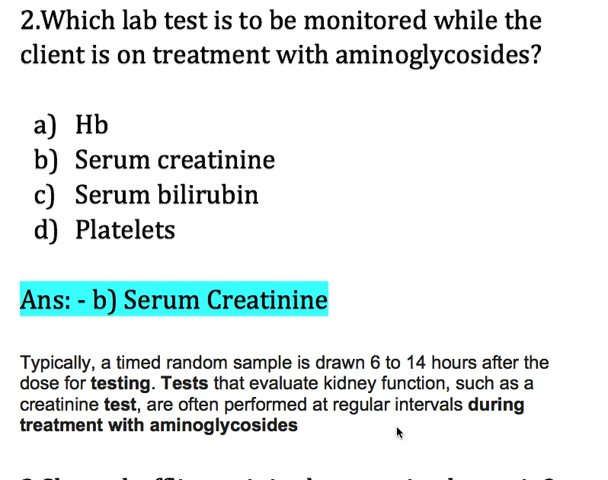 2.Which lab test is to be monitored while the
client is on treatment with aminoglycosides?
a) Hb
b) Serum creatinine
c) Serum bilirubin
d) Platelets
Ans: - b) Serum Creatinine
Typically, a timed random sample is drawn 6 to 14 hours after the
dose for testing. Tests that evaluate kidney function, such as a
creatinine test, are often performed at regular intervals during
treatment with aminoglycosides